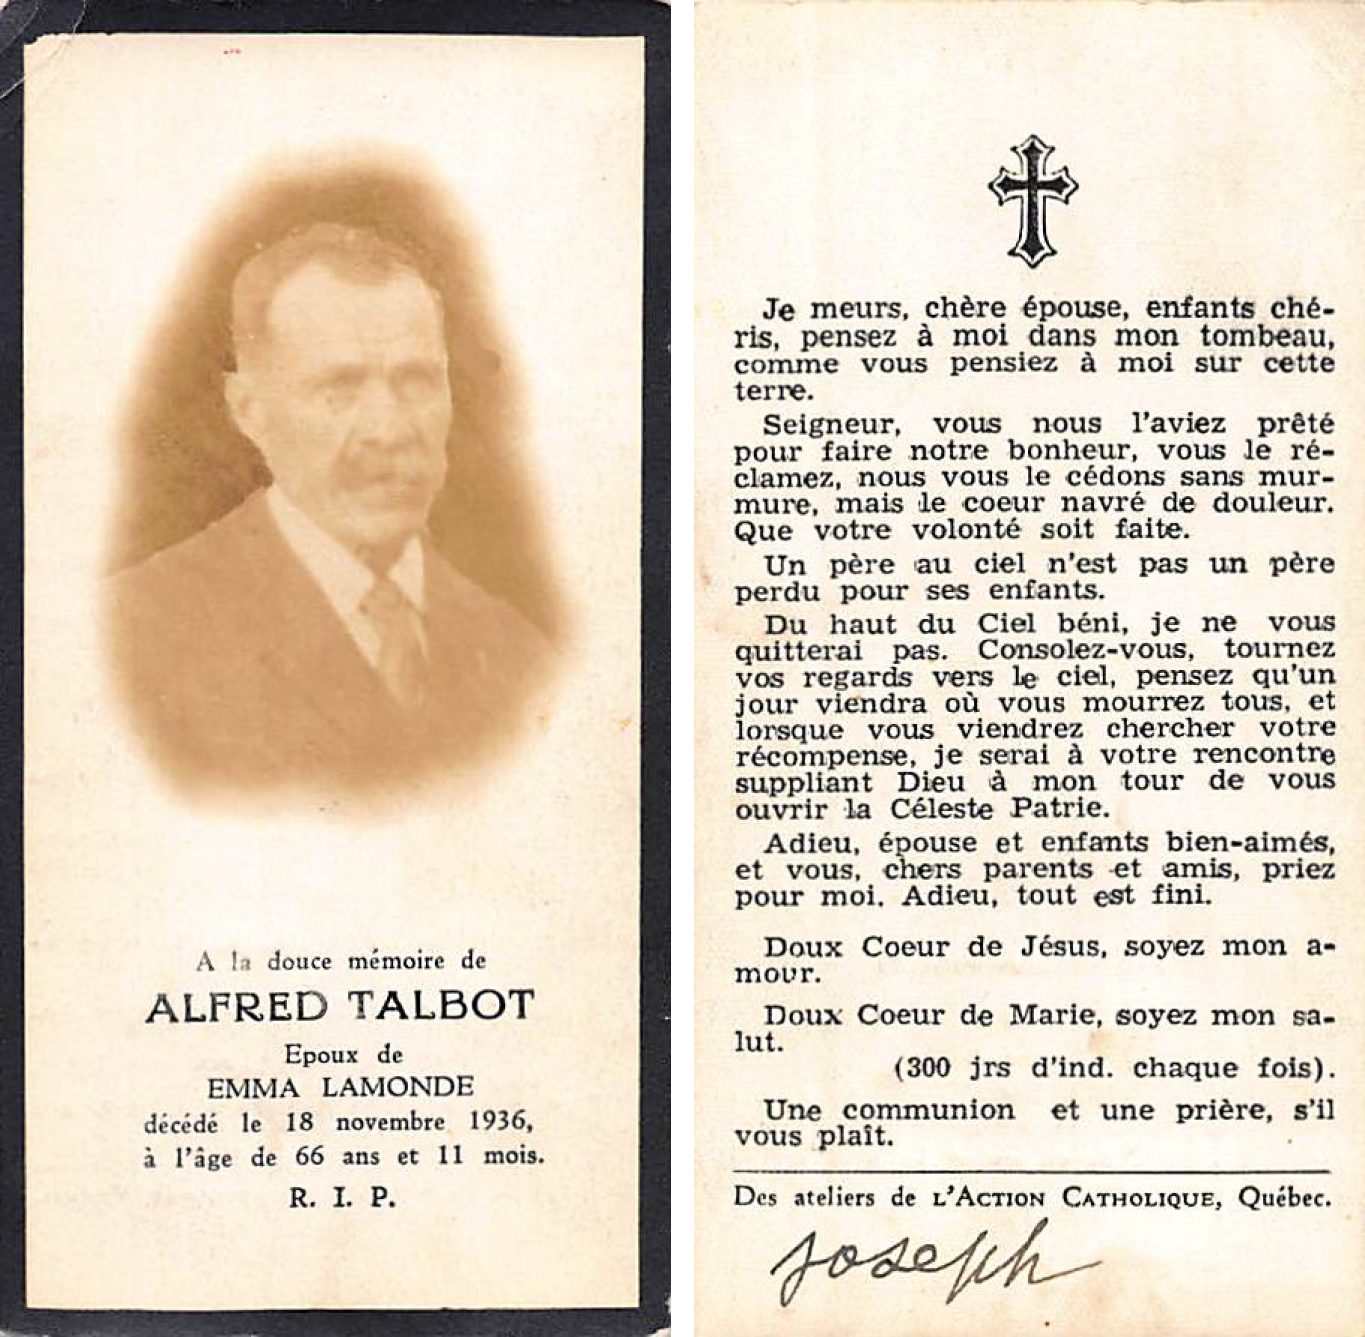 A la douce mémoire de
ALFRED TALBOT
Epoux de
EMMA LAMONDE
décédé le 18 novembre 1936,
à l'âge de 66 ans et 11 mois.
R. I. P.
Je meurs, chère épouse, enfants ché-
ris, pensez à moi dans mon tombeau,
comme vous pensiez à moi sur cette
terre.
Seigneur, vous nous l'aviez prêté
pour faire notre bonheur, vous le ré-
clamez, nous vous le cédons sans mur-
mure, mais le coeur navré de douleur.
Que votre volonté soit faite.
Un père au ciel n'est pas un père
perdu pour ses enfants.
Du haut du Ciel béni, je ne vous
quitterai pas. Consolez-vous, tournez
vos regards vers le ciel, pensez qu'un
jour viendra où vous mourrez tous, et
lorsque vous viendrez chercher votre
récompense, je serai à votre rencontre
suppliant Dieu à mon tour de vous
ouvrir la Céleste Patrie.
Adieu, épouse et enfants bien-aimés,
et vous, chers parents et amis, priez
pour moi. Adieu, tout est fini.
Doux Coeur de Jésus, soyez mon a-
mour.
Doux Coeur de Marie, soyez mon sa-
lut.
(300 jrs d'ind. chaque fois).
Une communion et une prière, s'il
vous plaît.
Des ateliers de L'ACTION CATHOLIQUE, Québec.
joseph